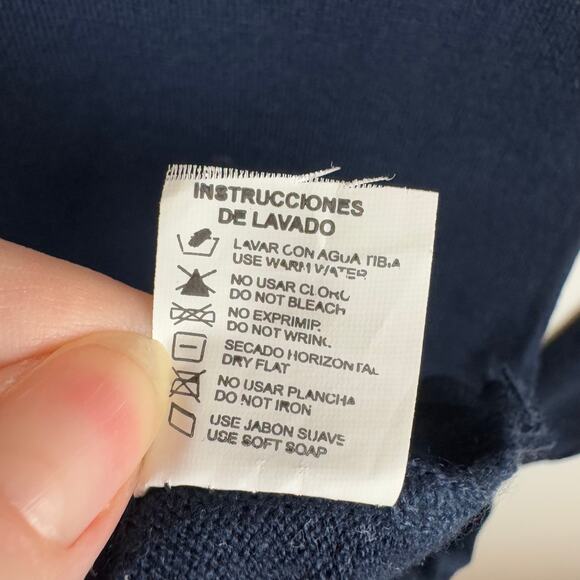 INSTRUCCIONES
DE LAVADO
LAVAR CON AGUA TIBIA
USE WARM WATER
NO USAR CLORO
DO NOT BLEACH
NO EXPRIMIR
DO NOT WRING
SECADO HORIZONTAL
DRY FLAT
NO USAR PLANCHA
DO NOT IRON
USE JABON SUAVE
USE SOFT SOAP